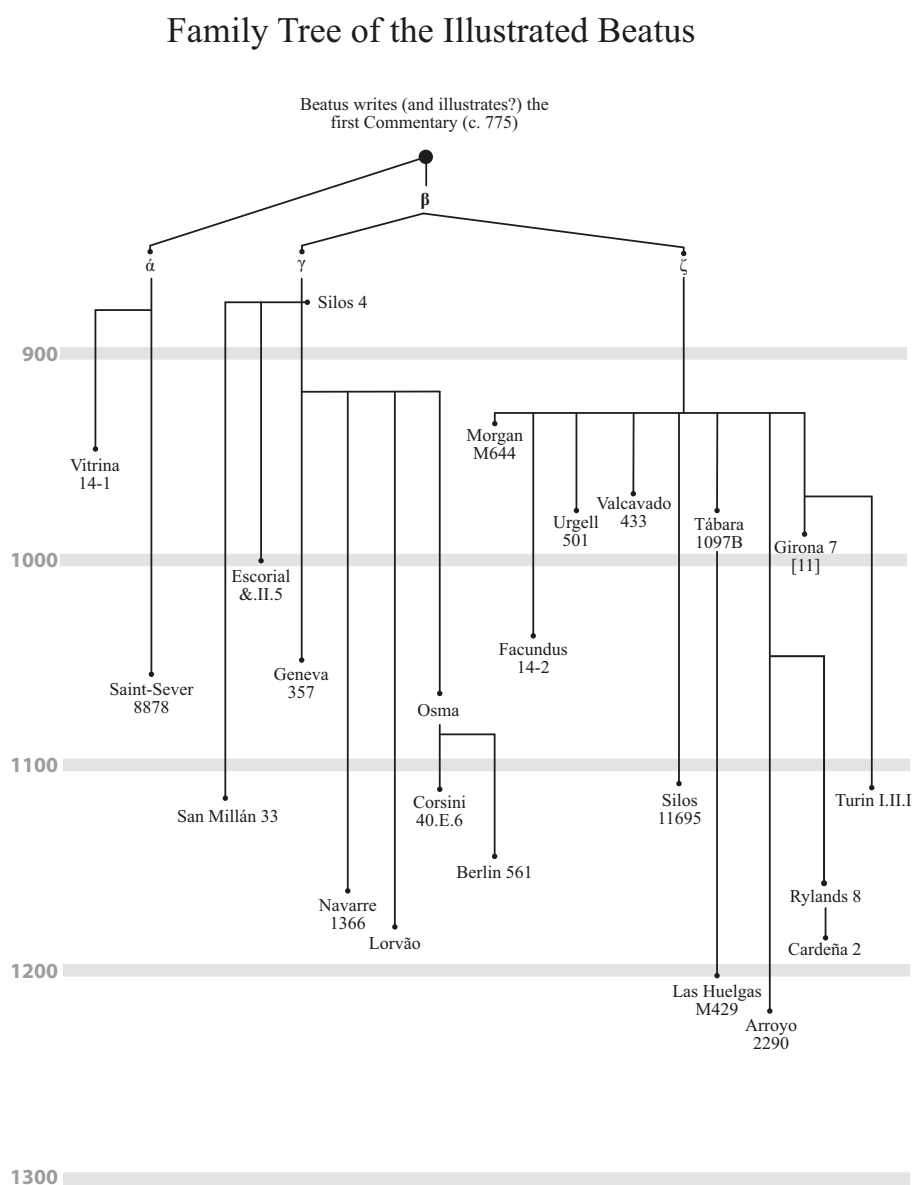 Family Tree of the Illustrated Beatus
Beatus writes (and illustrates?) the
first Commentary (c. 775)
β
ά
γ
ζ
Silos 4
900
Morgan
M644
Vitrina
14-1
Valcavado
433
Urgell
501
Tábara
1097B
Girona 7
[11]
1000
Escorial
&.II.5
Facundus
14-2
Geneva
357
Saint-Sever
8878
Osma
1100
San Millán 33
Corsini
40.E.6
Silos
11695
Turin I.II.I
Berlin 561
Rylands 8
Navarre
1366
Lorvão
Cardeña 2
1200
Las Huelgas
M429
Arroyo
2290
1300